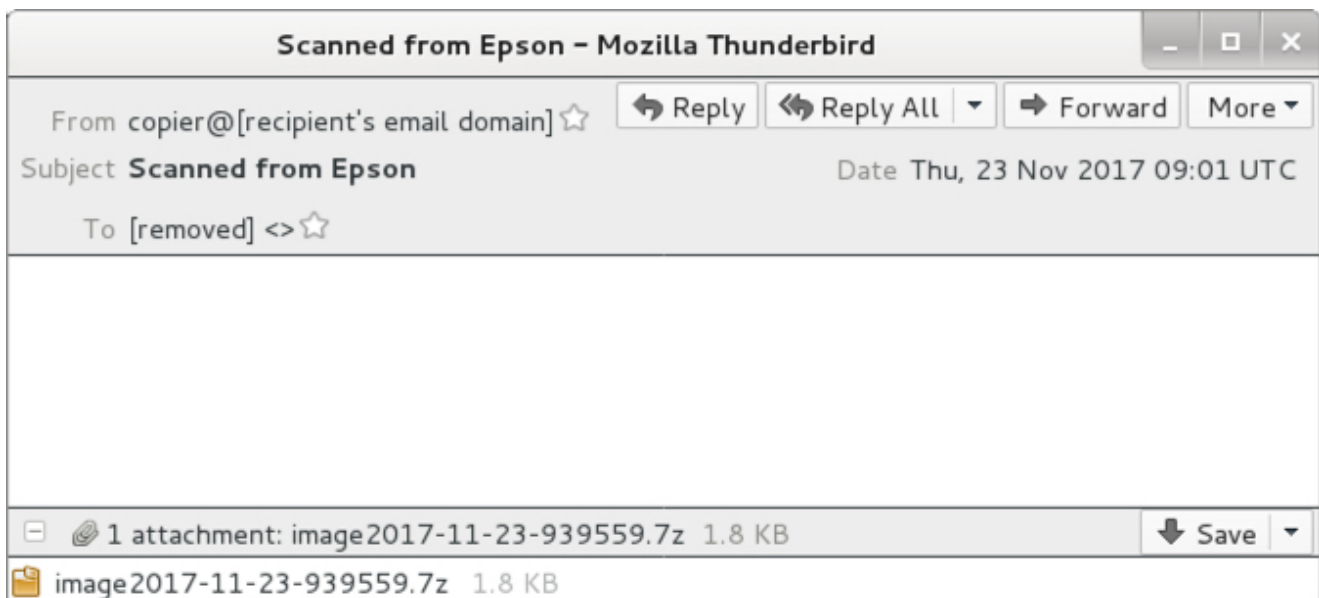 Scanned from Epson – Mozilla Thunderbird
From copier@[recipient's email domain] Reply Reply All Forward More
Subject Scanned from Epson Date Thu, 23 Nov 2017 09:01 UTC
To [removed] <>
1 attachment: image2017-11-23-939559.7z 1.8 KB Save
image2017-11-23-939559.7z 1.8 KB